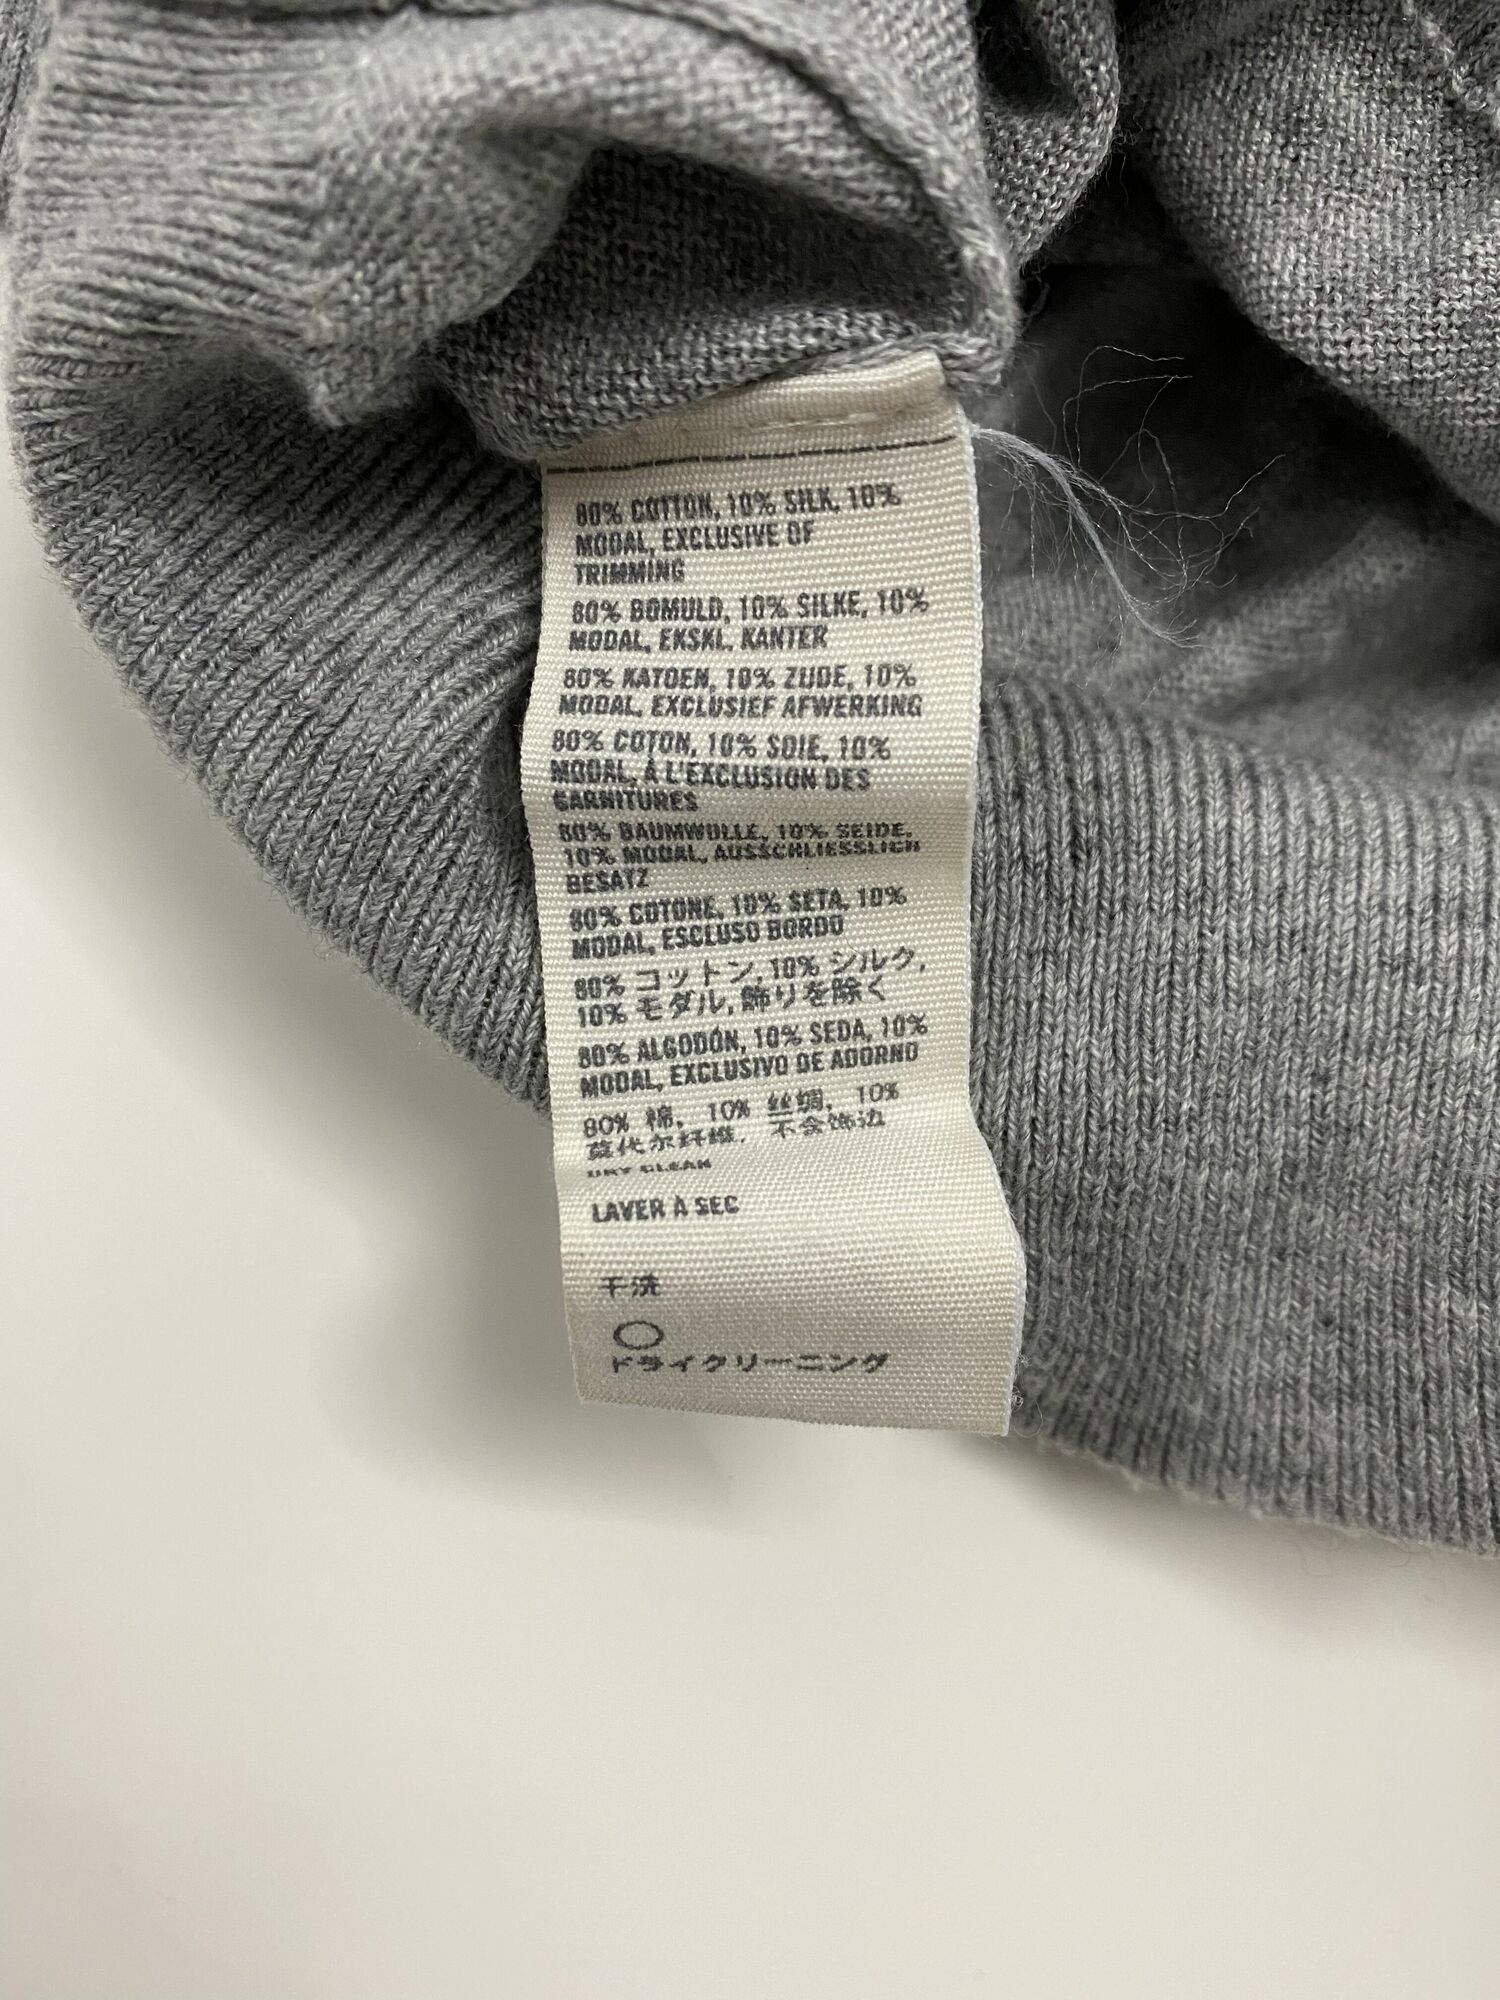 80% COTTON, 10% SILK, 10%
MODAL, EXCLUSIVE OF
TRIMMING
80% BOMULD, 10% SILKE, 10%
MODAL, EKSKL. KANTER
80% KATOEN, 10% ZIJDE, 10%
MODAL, EXCLUSIEF AFWERKING
80% COTON, 10% SOIE, 10%
MODAL, À L'EXCLUSION DES
GARNITURES
80% BAUMWOLLE, 10% SEIDE,
10% MODAL, AUSSCHLIESSLICH
BESATZ
80% COTONE, 10% SETA, 10%
MODAL, ESCLUSO BORDO
80% コットン, 10% シルク,
10% モダル, 飾りを除く
80% ALGODÓN, 10% SEDA, 10%
MODAL, EXCLUSIVO DE ADORNO
80% 棉, 10% 丝绸, 10%
莫代尔纤维, 不含饰边
DRY CLEAN
LAVER À SEC
干洗
ドライクリーニング